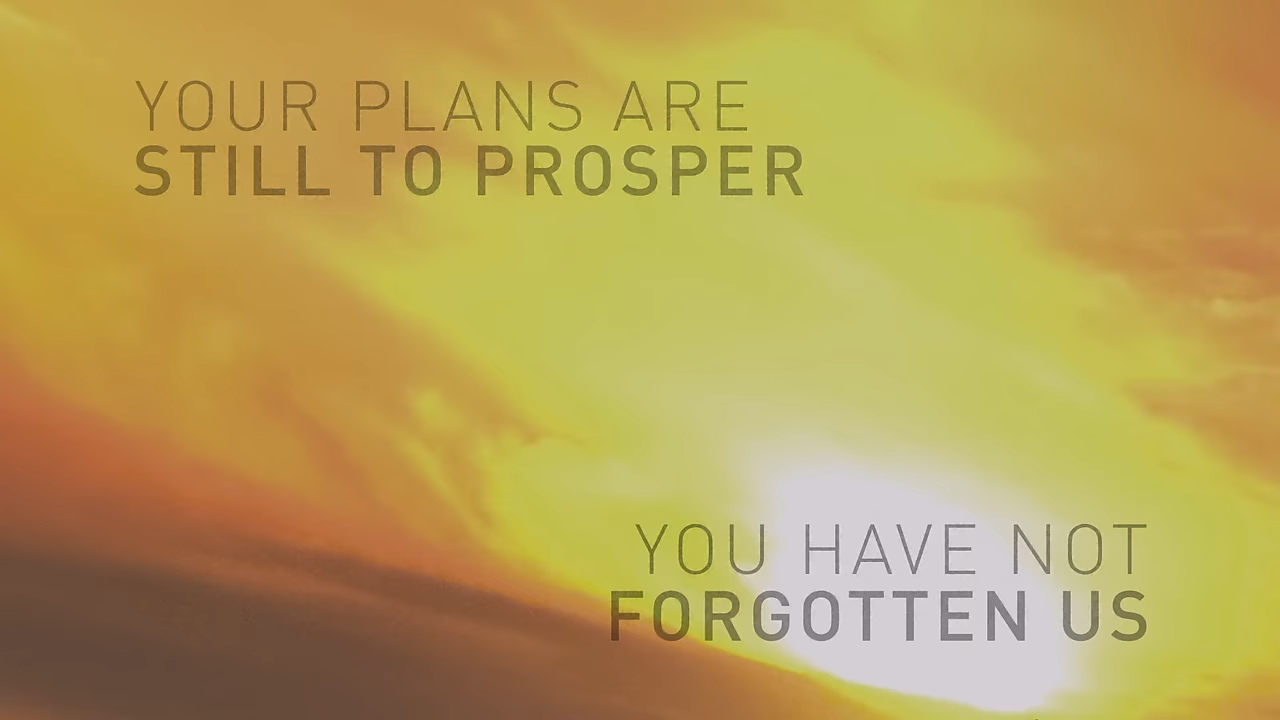 YOUR PLANS ARE
STILL TO PROSPER
YOU HAVE NOT
FORGOTTEN US